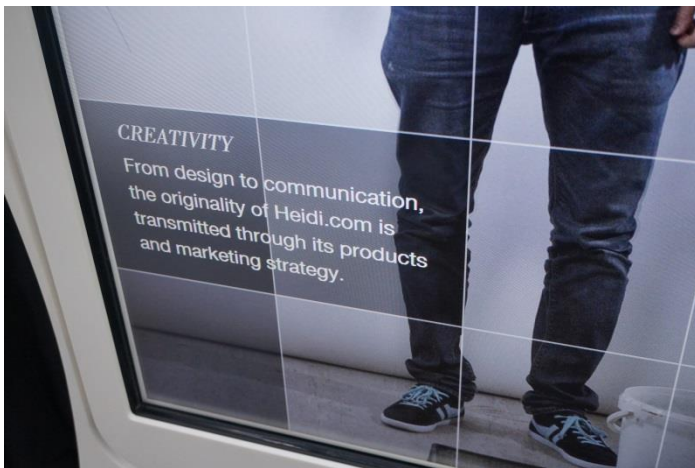 CREATIVITY
From design to communication,
the originality of Heidi.com is
transmitted through its products
and marketing strategy.